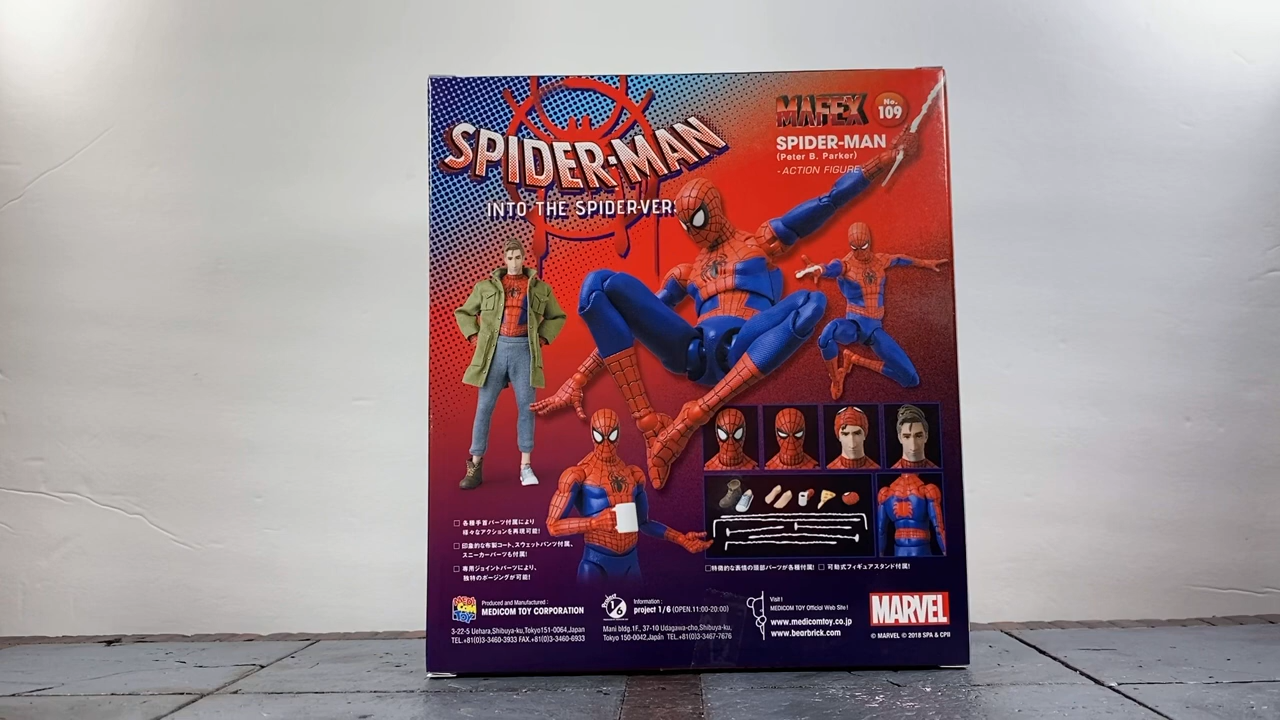 SPIDER-MAN
INTO THE SPIDER-VERS
MAFEX No. 109
SPIDER-MAN
(Peter B. Parker)
- ACTION FIGURE-
□ 各種手首パーツ付属により
様々なアクションを再現可能!
□ 印象的な布製コート、スウェットパンツ付属、
スニーカーパーツも付属!
□ 専用ジョイントパーツにより、
独特のポージングが可能!
□特徴的な表情の頭部パーツが各種付属! □ 可動式フィギュアスタンド付属!
MEDICOM TOY
Produced and Manufactured :
MEDICOM TOY CORPORATION
3-22-5 Uehara,Shibuya-ku,Tokyo151-0064,Japan
TEL.+81(0)3-3460-3933 FAX.+81(0)3-3460-6933
project 1/6
Information :
project 1/6 (OPEN.11:00-20:00)
Mani bldg.1F., 37-10 Udagawa-cho,Shibuya-ku,
Tokyo 150-0042,Japan TEL.+81(0)3-3467-7676
Visit !
MEDICOM TOY Official Web Site !
www.medicomtoy.co.jp
www.bearbrick.com
MARVEL
© MARVEL © 2018 SPA & CPII